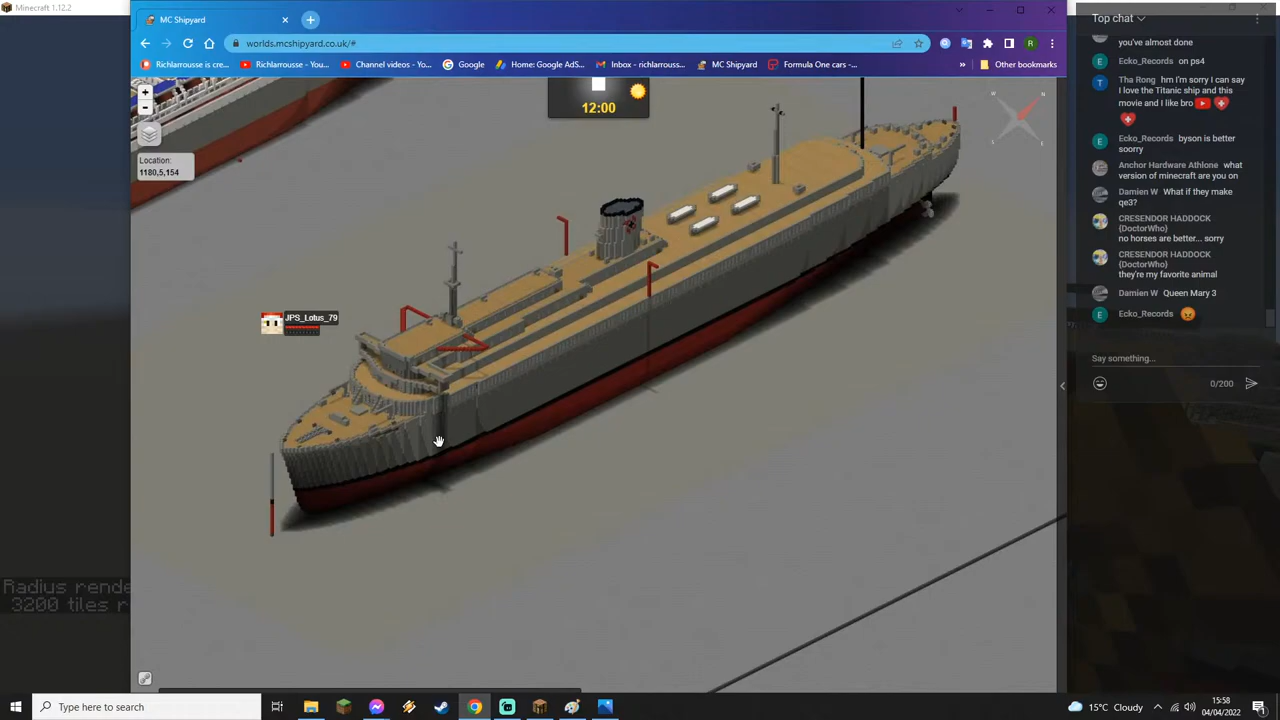 Minecraft 1.12.2
MC Shipyard
worlds.mcshipyard.co.uk/#
Richlarrousse is cre...
Richlarrousse - You...
Channel videos - Yo...
Google
Home: Google AdS...
Inbox - richlarrouss...
MC Shipyard
Formula One cars -...
»
Other bookmarks
R
12:00
Location:
1180,5,154
JPS_Lotus_79
Radius rende
3200 tiles r
Top chat
you've almost done
Ecko_Records on ps4
Tha Rong hm I'm sorry I can say
I love the Titanic ship and this
movie and I like bro
Ecko_Records byson is better
soorry
Anchor Hardware Athlone what
version of minecraft are you on
Damien W What if they make
qe3?
CRESENDOR HADDOCK
{DoctorWho}
no horses are better... sorry
CRESENDOR HADDOCK
{DoctorWho}
they're my favorite animal
Damien W Queen Mary 3
Ecko_Records
Say something...
0/200
Type here to search
15°C Cloudy
15:58
04/04/2022